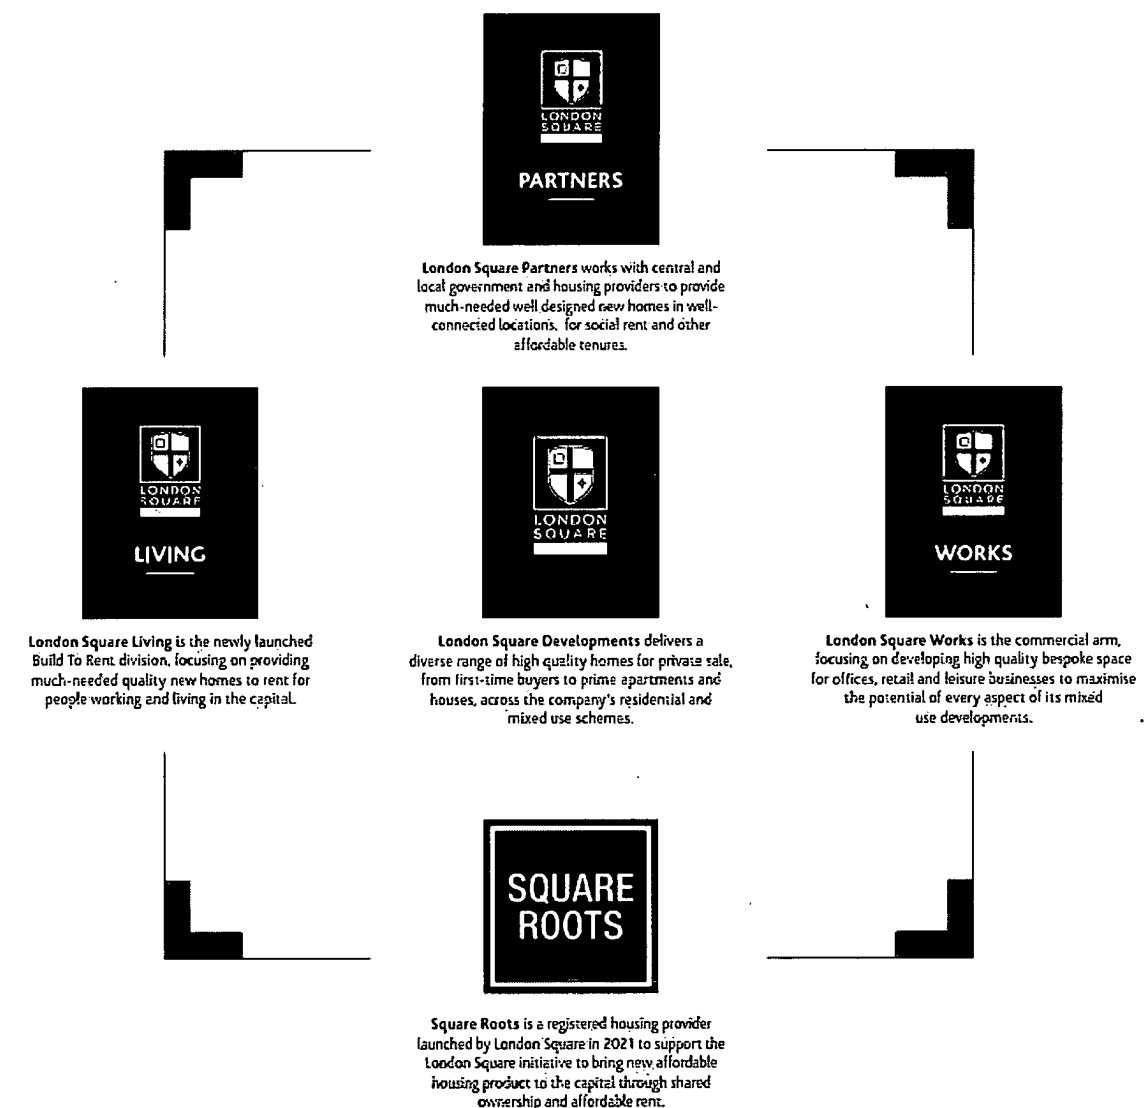 LONDON
SQUARE
PARTNERS
London Square Partners works with central and
local government and housing providers to provide
much-needed well designed new homes in well-
connected locations, for social rent and other
affordable tenures.
LONDON
SQUARE
LIVING
London Square Living is the newly launched
Build To Rent division, focusing on providing
much-needed quality new homes to rent for
people working and living in the capital.
LONDON
SQUARE
London Square Developments delivers a
diverse range of high quality homes for private sale,
from first-time buyers to prime apartments and
houses, across the company's residential and
mixed use schemes.
LONDON
SQUARE
WORKS
London Square Works is the commercial arm,
focusing on developing high quality bespoke space
for offices, retail and leisure businesses to maximise
the potential of every aspect of its mixed
use developments.
SQUARE
ROOTS
Square Roots is a registered housing provider
launched by London Square in 2021 to support the
London Square initiative to bring new affordable
housing product to the capital through shared
ownership and affordable rent.